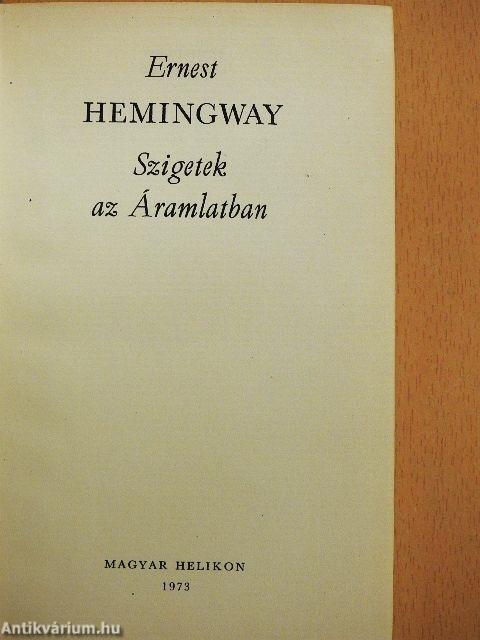 Ernest
HEMINGWAY
Szigetek
az Áramlatban
MAGYAR HELIKON
1973
Antikvárium.hu